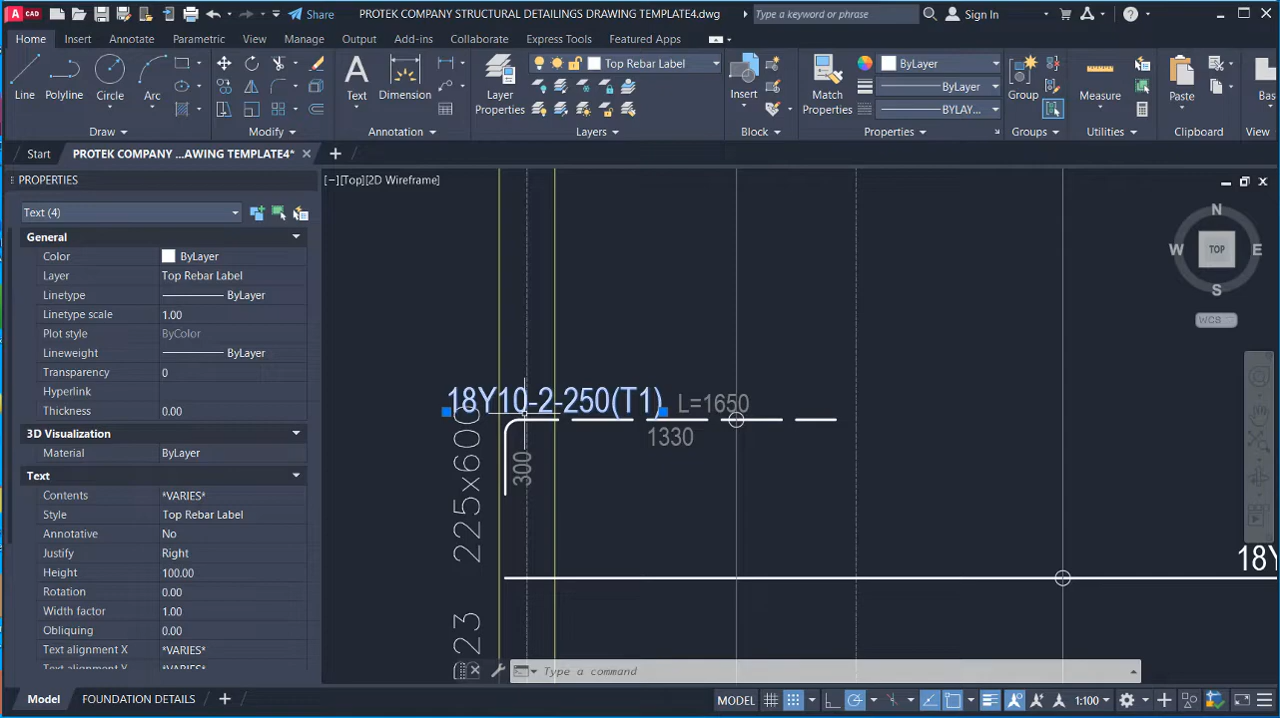 CAD
Share
PROTEK COMPANY STRUCTURAL DETAILINGS DRAWING TEMPLATE4.dwg
Type a keyword or phrase
Sign In
Home Insert Annotate Parametric View Manage Output Add-ins Collaborate Express Tools Featured Apps
Line
Polyline
Circle
Arc
Text
Dimension
Layer
Properties
Top Rebar Label
Insert
Match
Properties
ByLayer
ByLayer
BYLAY...
Group
Measure
Paste
Bas
Draw
Modify
Annotation
Layers
Block
Properties
Groups
Utilities
Clipboard
View
Start
PROTEK COMPANY ...AWING TEMPLATE4*
PROPERTIES
[−][Top][2D Wireframe]
Text (4)
General
Color ByLayer
Layer Top Rebar Label
Linetype ByLayer
Linetype scale 1.00
Plot style ByColor
Lineweight ByLayer
Transparency 0
Hyperlink
Thickness 0.00
3D Visualization
Material ByLayer
Text
Contents *VARIES*
Style Top Rebar Label
Annotative No
Justify Right
Height 100.00
Rotation 0.00
Width factor 1.00
Obliquing 0.00
Text alignment X *VARIES*
Text alignment Y *VARIES*
N
W TOP E
S
WCS
18Y10-2-250(T1) L=1650
1330
300
225x600
23
18Y
Type a command
Model
FOUNDATION DETAILS
MODEL
1:100